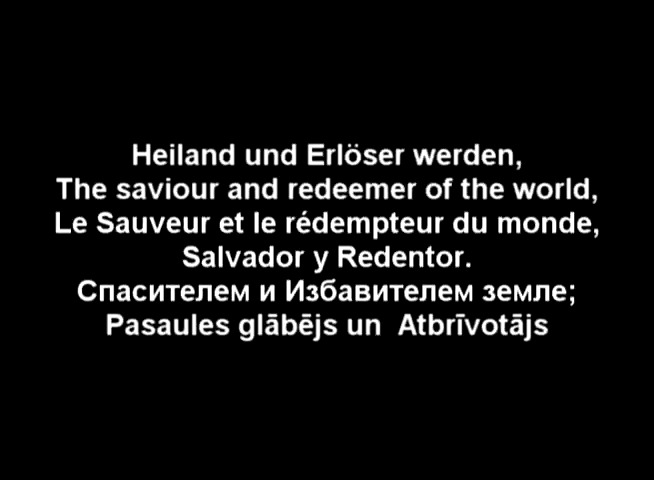 Heiland und Erlöser werden,
The saviour and redeemer of the world,
Le Sauveur et le rédempteur du monde,
Salvador y Redentor.
Спасителем и Избавителем земле;
Pasaules glābējs un  Atbrīvotājs